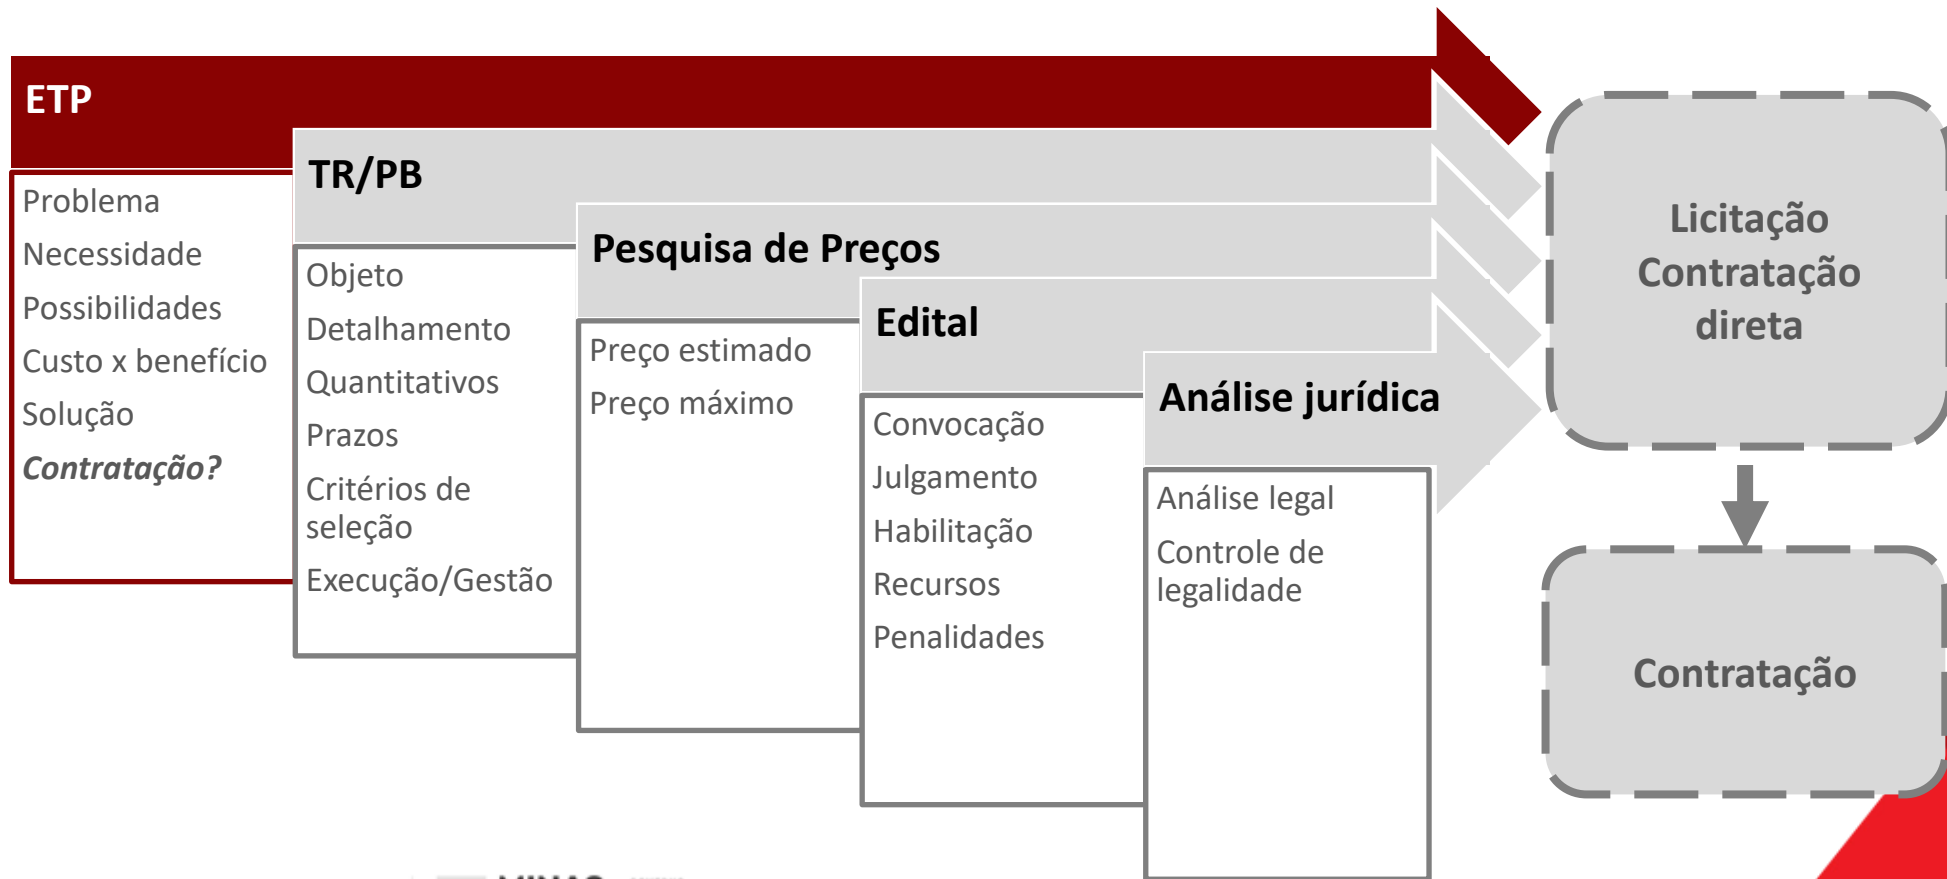 ETP
Problema
Necessidade
Possibilidades
Custo x benefício
Solução
Contratação?
TR/PB
Objeto
Detalhamento
Quantitativos
Prazos
Critérios de
seleção
Execução/Gestão
Pesquisa de Preços
Preço estimado
Preço máximo
Edital
Convocação
Julgamento
Habilitação
Recursos
Penalidades
Análise jurídica
Análise legal
Controle de
legalidade
Licitação
Contratação
direta
Contratação